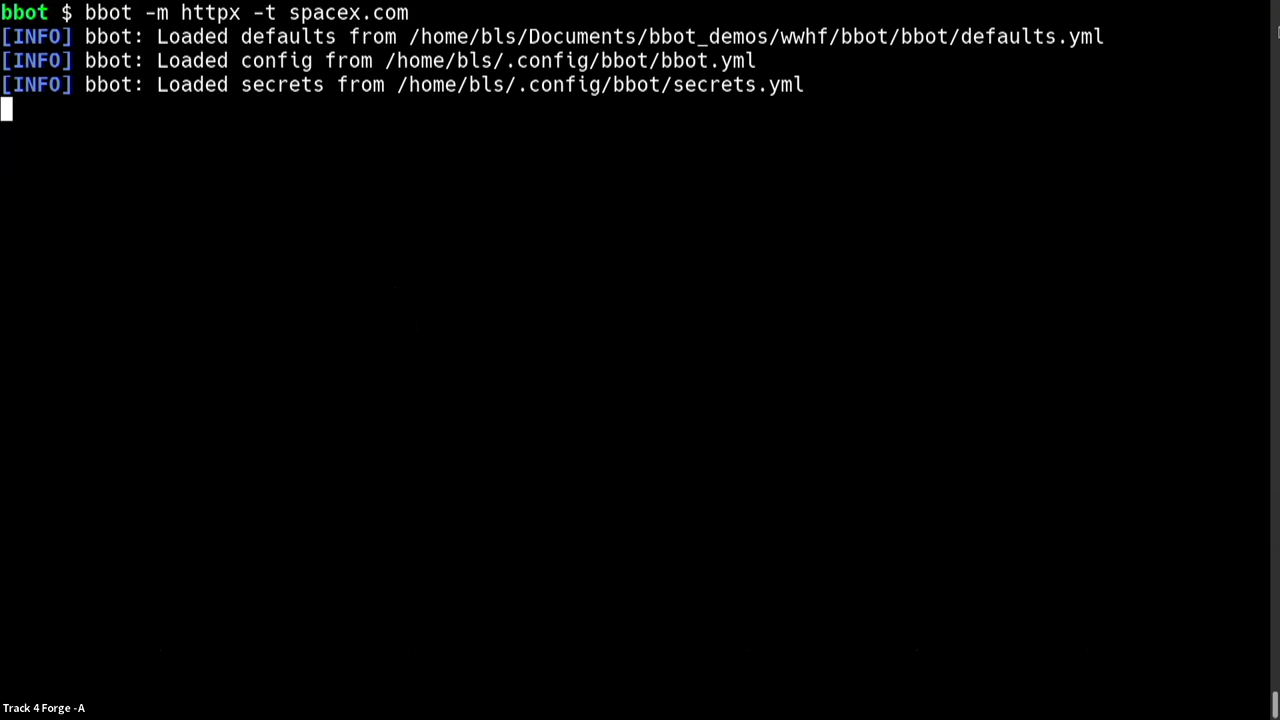 bbot $ bbot -m httpx -t spacex.com
[INFO] bbot: Loaded defaults from /home/bls/Documents/bbot_demos/wwhf/bbot/bbot/defaults.yml
[INFO] bbot: Loaded config from /home/bls/.config/bbot/bbot.yml
[INFO] bbot: Loaded secrets from /home/bls/.config/bbot/secrets.yml
Track 4 Forge -A